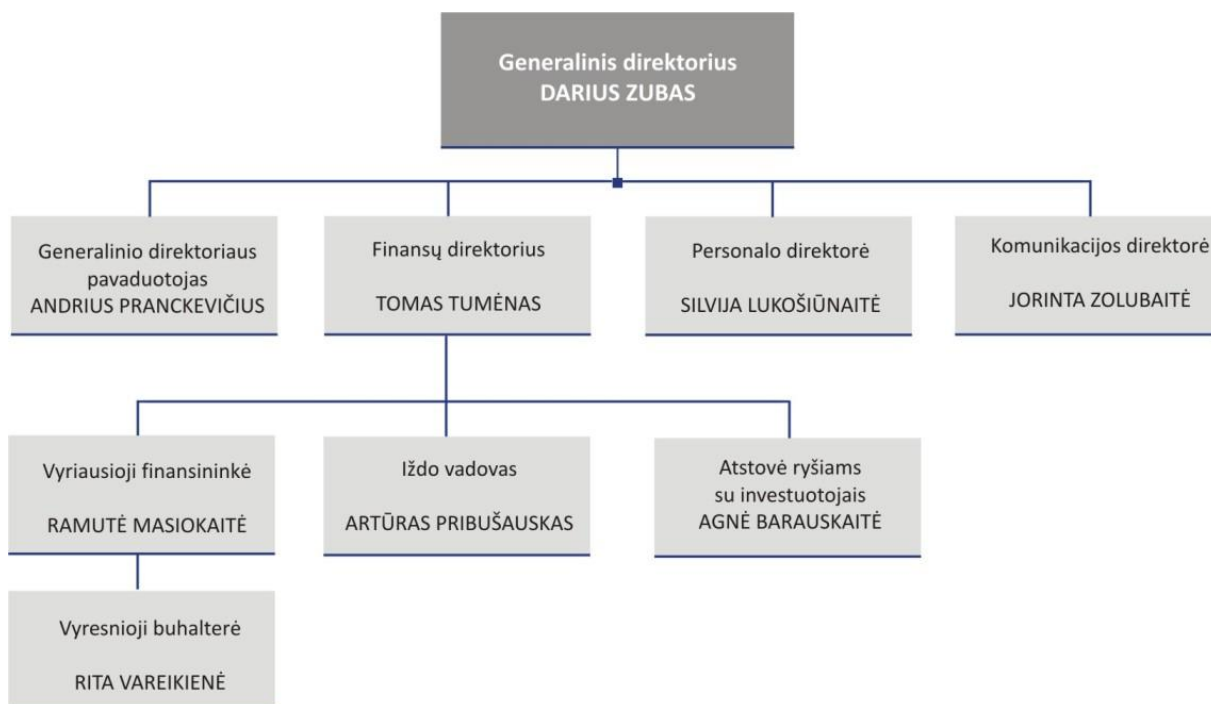 Generalinis direktorius
DARIUS ZUBAS
Generalinio direktoriaus
pavaduotojas
ANDRIUS PRANCKEVIČIUS
Finansų direktorius
TOMAS TUMĖNAS
Personalo direktorė
SILVIJA LUKOŠIŪNAITĖ
Komunikacijos direktorė
JORINTA ZOLUBAITĖ
Vyriausioji finansininkė
RAMUTĖ MASIOKAITĖ
Iždo vadovas
ARTŪRAS PRIBUŠAUSKAS
Atstovė ryšiams
su investuotojais
AGNĖ BARAUSKAITĖ
Vyresnioji buhalterė
RITA VAREIKIENĖ